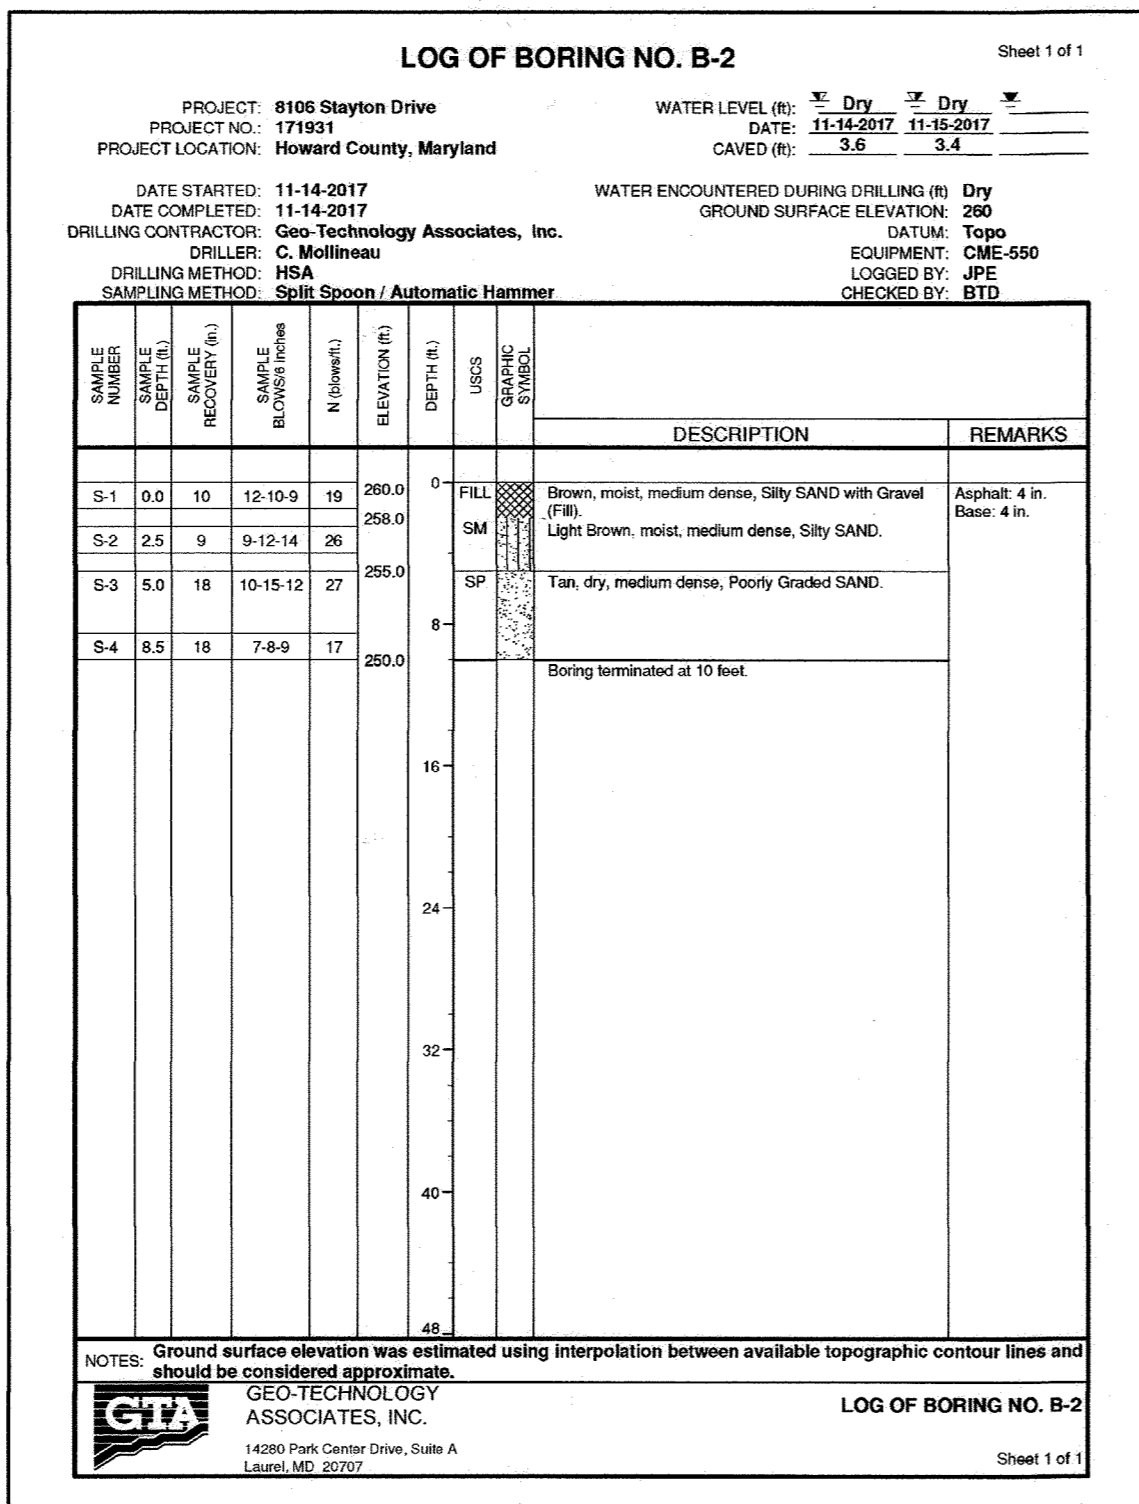 LOG OF BORING NO. B-2
Sheet 1 of 1
PROJECT: 8106 Stayton Drive
PROJECT NO.: 171931
PROJECT LOCATION: Howard County, Maryland
WATER LEVEL (ft): Dry Dry
DATE: 11-14-2017 11-15-2017
CAVED (ft): 3.6 3.4
DATE STARTED: 11-14-2017
DATE COMPLETED: 11-14-2017
DRILLING CONTRACTOR: Geo-Technology Associates, Inc.
DRILLER: C. Mollineau
DRILLING METHOD: HSA
SAMPLING METHOD: Split Spoon / Automatic Hammer
WATER ENCOUNTERED DURING DRILLING (ft) Dry
GROUND SURFACE ELEVATION: 260
DATUM: Topo
EQUIPMENT: CME-550
LOGGED BY: JPE
CHECKED BY: BTD
SAMPLE NUMBER
SAMPLE DEPTH (ft.)
SAMPLE RECOVERY (in.)
SAMPLE BLOWS/6 inches
N (blows/ft.)
ELEVATION (ft.)
DEPTH (ft.)
USCS
GRAPHIC SYMBOL
DESCRIPTION
REMARKS
S-1 0.0 10 12-10-9 19 260.0 0 FILL Brown, moist, medium dense, Silty SAND with Gravel Asphalt: 4 in.
(Fill). Base: 4 in.
258.0 SM Light Brown, moist, medium dense, Silty SAND.
S-2 2.5 9 9-12-14 26
255.0
S-3 5.0 18 10-15-12 27 SP Tan, dry, medium dense, Poorly Graded SAND.
8
S-4 8.5 18 7-8-9 17
250.0
Boring terminated at 10 feet.
16
24
32
40
48
NOTES: Ground surface elevation was estimated using interpolation between available topographic contour lines and
should be considered approximate.
GTA
GEO-TECHNOLOGY
ASSOCIATES, INC.
14280 Park Center Drive, Suite A
Laurel, MD 20707
LOG OF BORING NO. B-2
Sheet 1 of 1